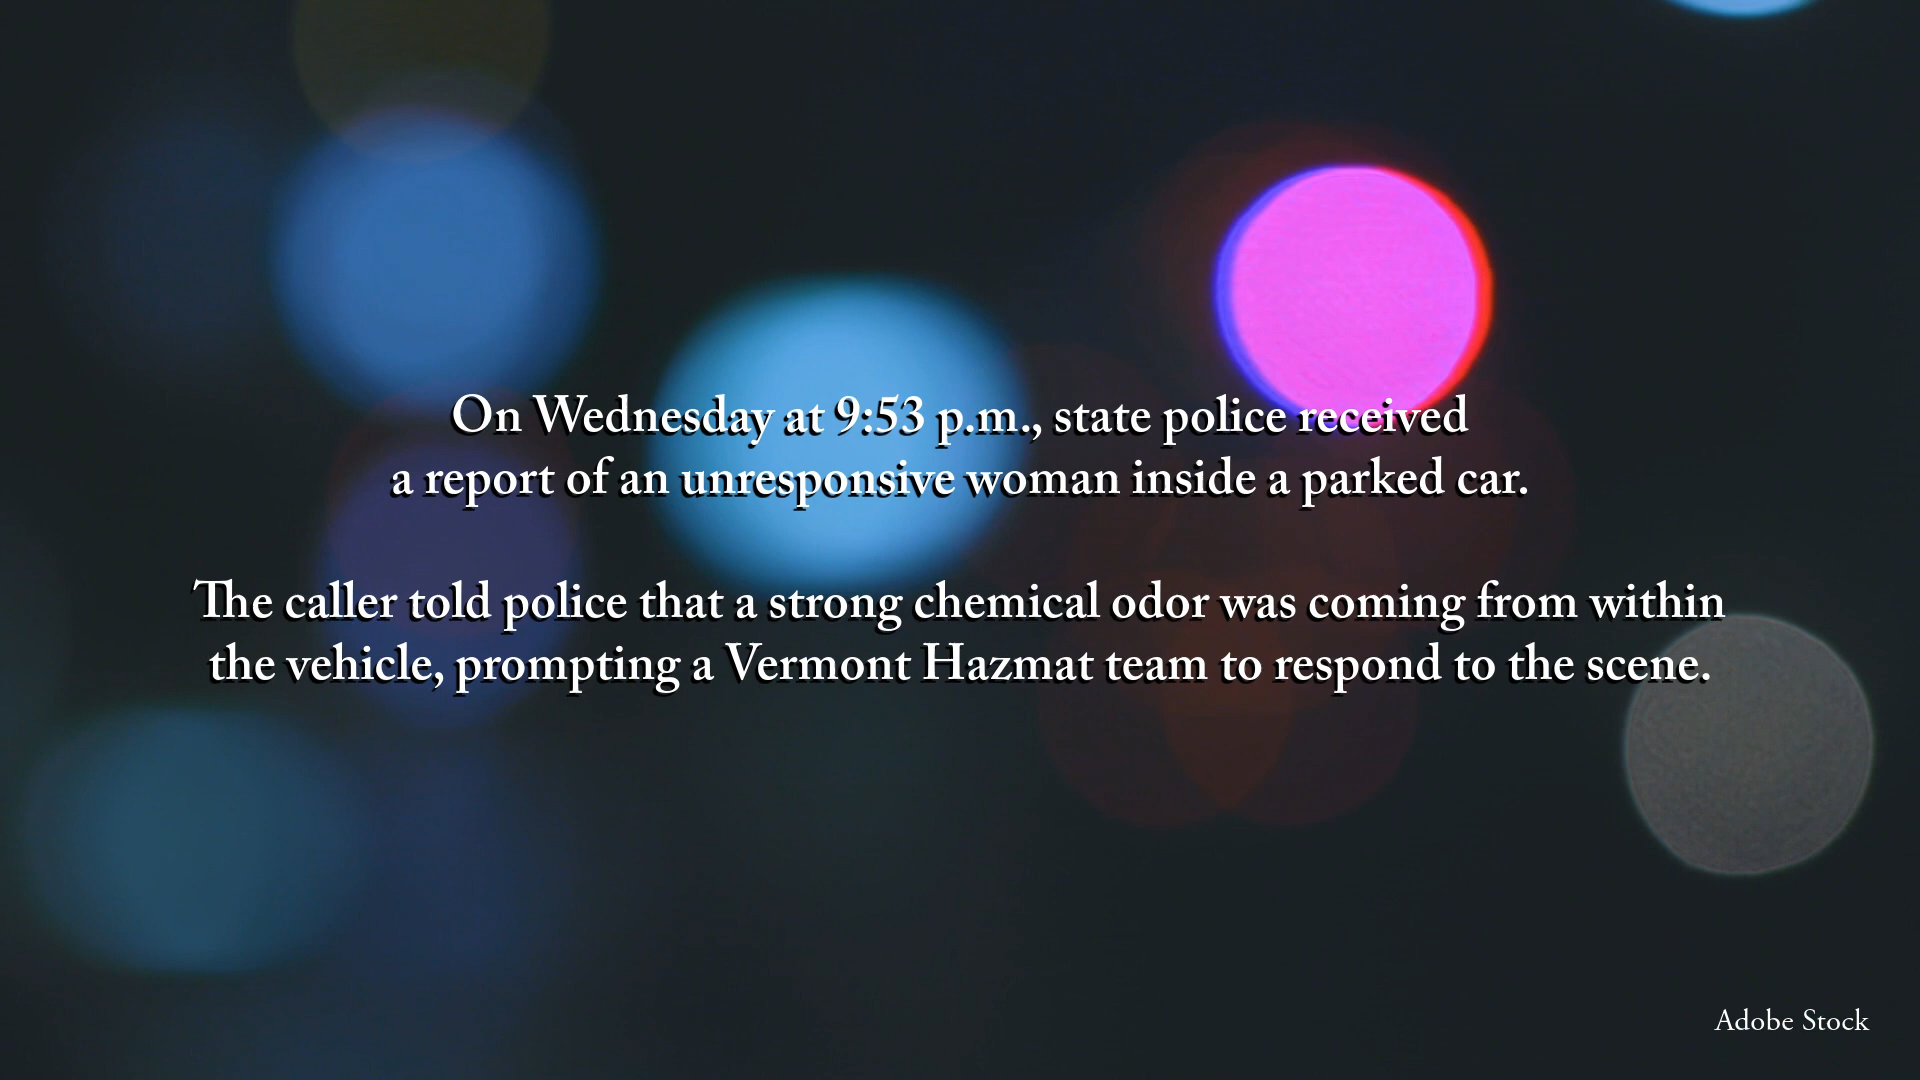 On Wednesday at 9:53 p.m., state police received
a report of an unresponsive woman inside a parked car.
The caller told police that a strong chemical odor was coming from within
the vehicle, prompting a Vermont Hazmat team to respond to the scene.
Adobe Stock